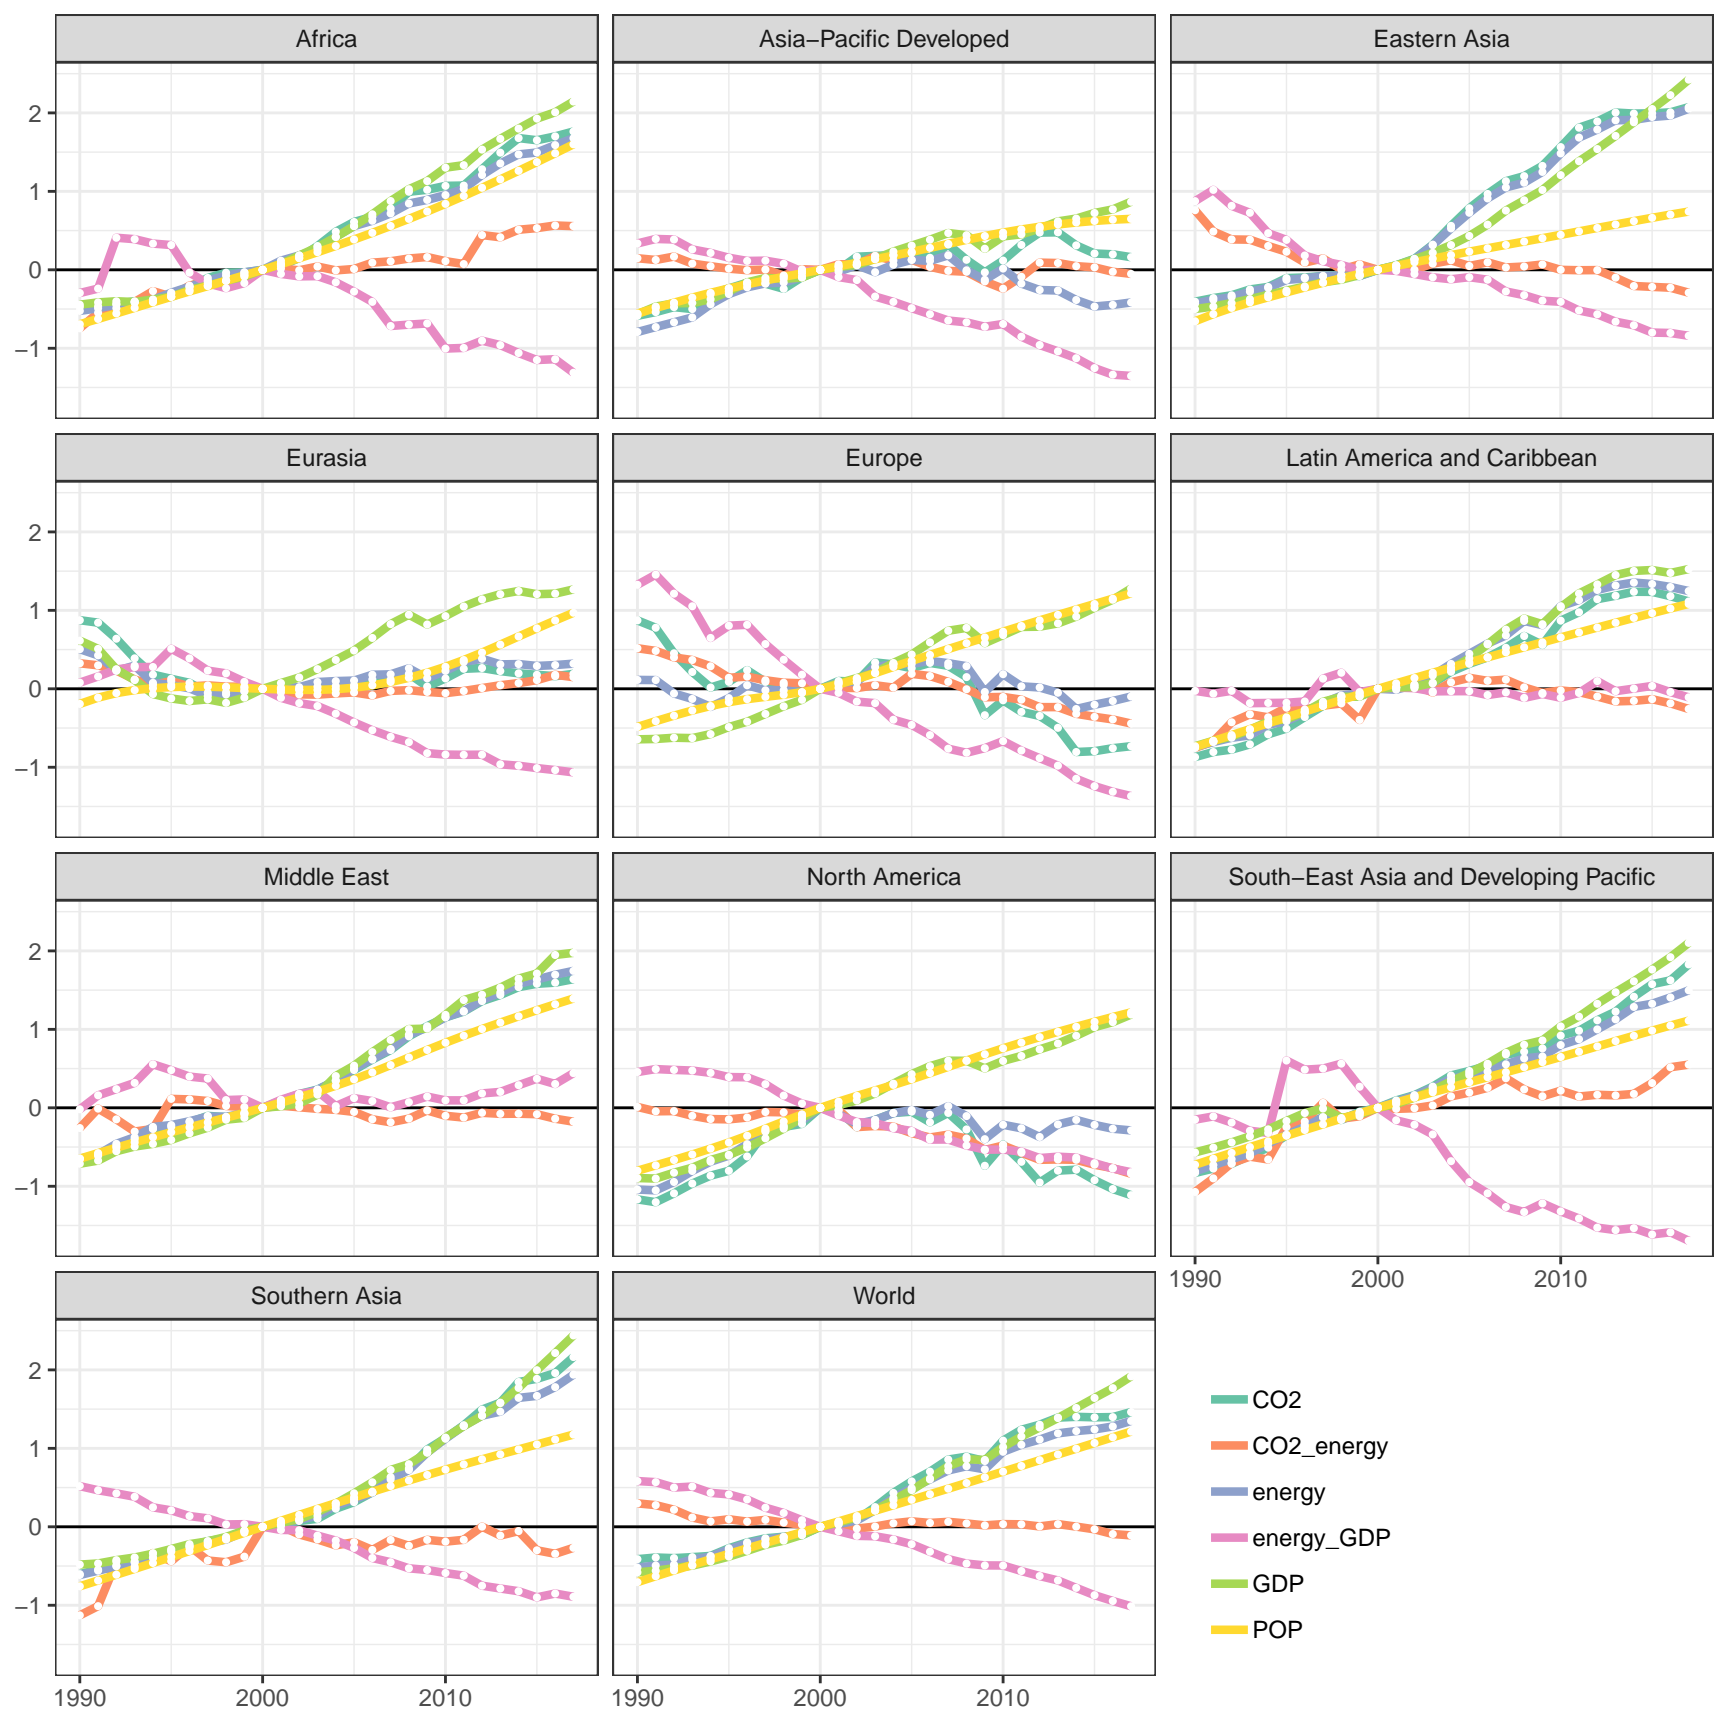 Africa
Asia−Pacific Developed
Eastern Asia
2
1
0
−1
Eurasia
Europe
Latin America and Caribbean
2
1
0
−1
Middle East
North America
South−East Asia and Developing Pacific
2
1
0
−1
1990 2000 2010
Southern Asia
World
2
1
0
−1
1990 2000 2010
1990 2000 2010
CO2
CO2_energy
energy
energy_GDP
GDP
POP